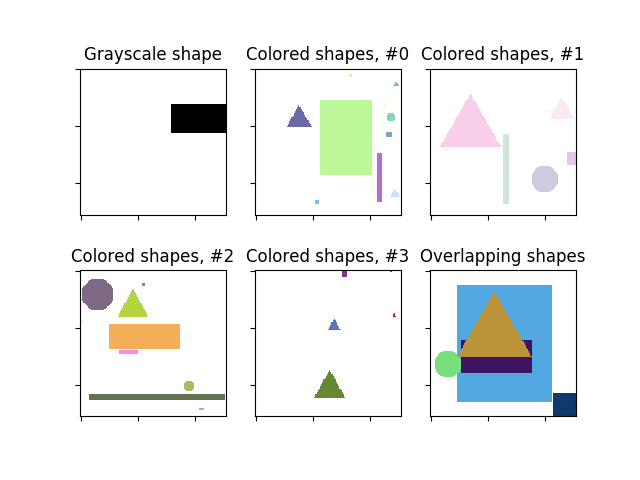 Grayscale shape
Colored shapes, #0
Colored shapes, #1
Colored shapes, #2
Colored shapes, #3
Overlapping shapes